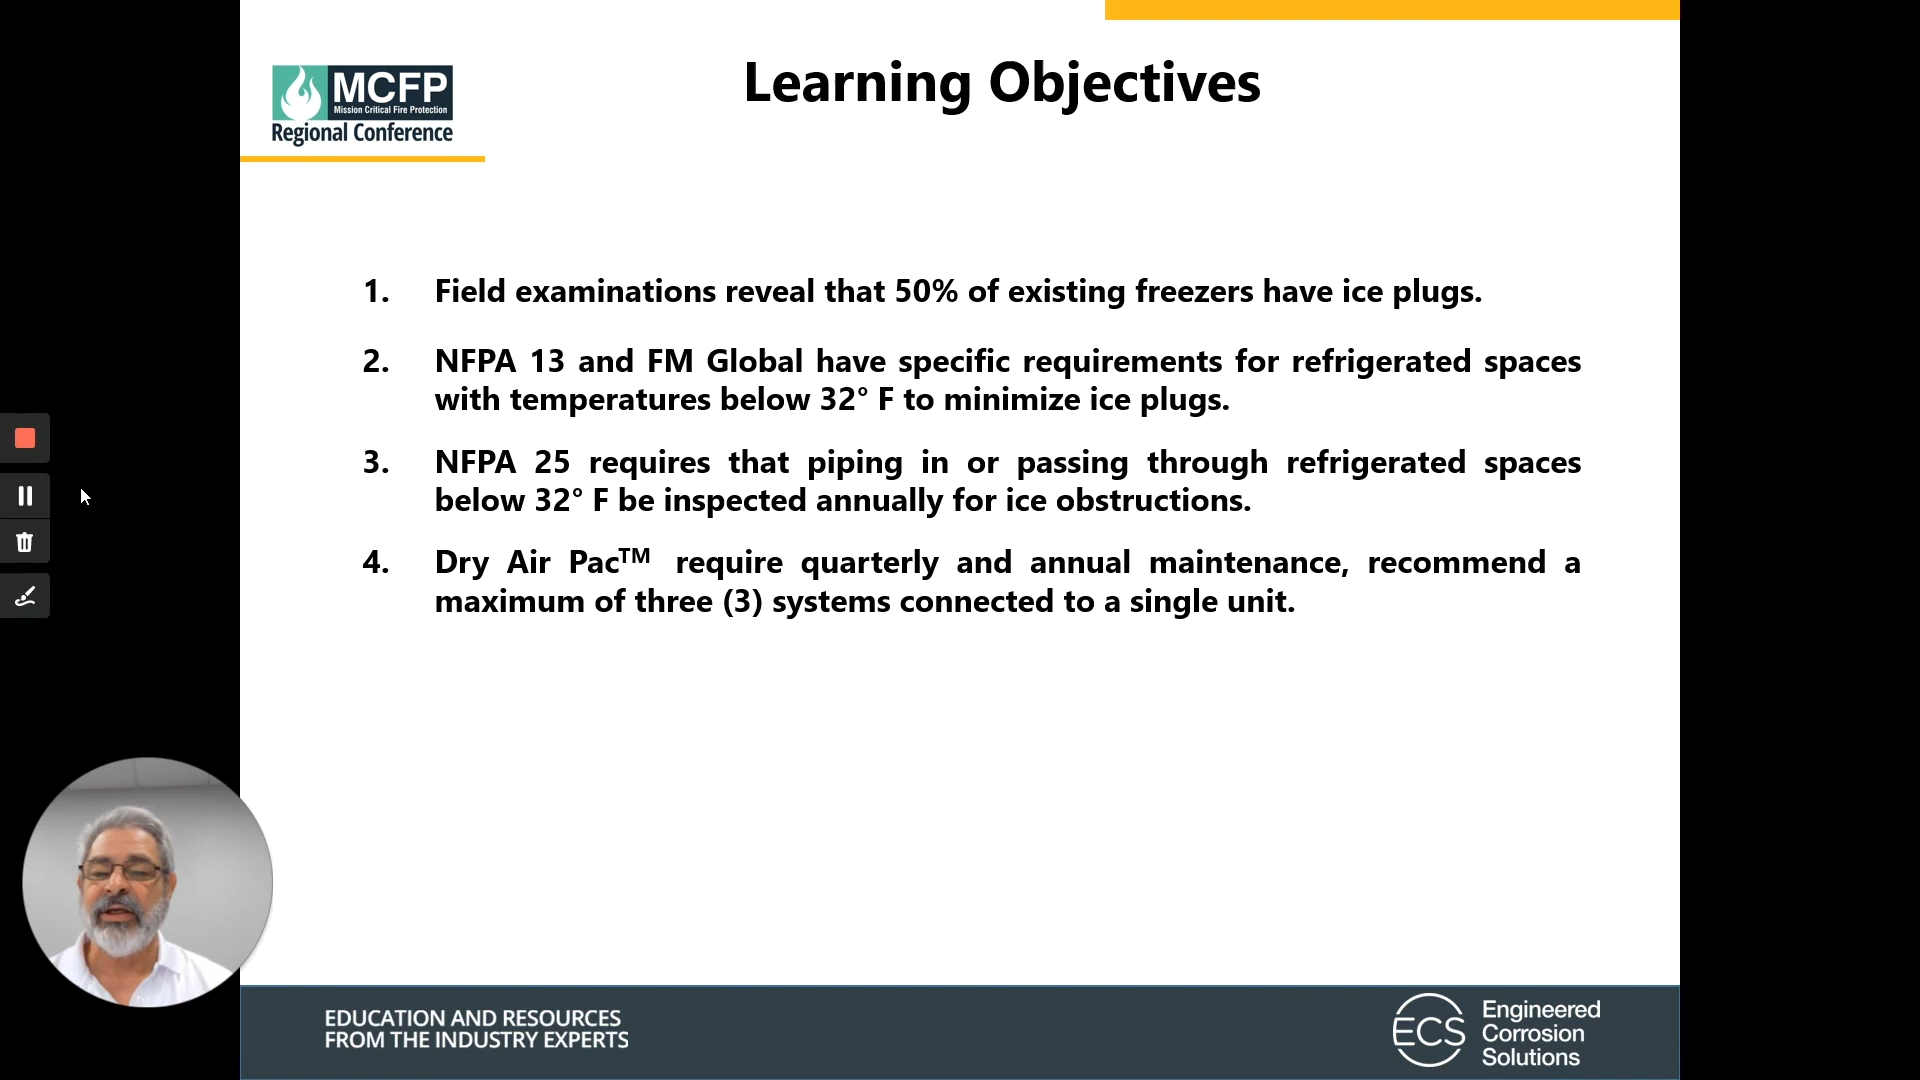 MCFP
Mission Critical Fire Protection
Regional Conference
Learning Objectives
1. Field examinations reveal that 50% of existing freezers have ice plugs.
2. NFPA 13 and FM Global have specific requirements for refrigerated spaces
with temperatures below 32° F to minimize ice plugs.
3. NFPA 25 requires that piping in or passing through refrigerated spaces
below 32° F be inspected annually for ice obstructions.
4. Dry Air Pac™ require quarterly and annual maintenance, recommend a
maximum of three (3) systems connected to a single unit.
EDUCATION AND RESOURCES
FROM THE INDUSTRY EXPERTS
ECS
Engineered
Corrosion
Solutions